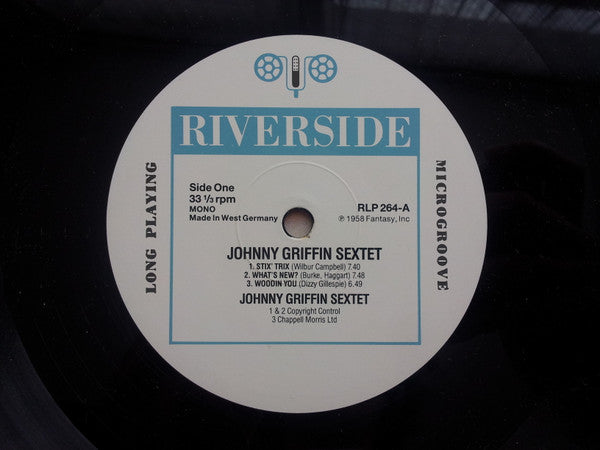 RIVERSIDE
Side One
33 ⅓ rpm
MONO
Made In West Germany
RLP 264-A
℗ 1958 Fantasy, Inc
LONG PLAYING
MICROGROOVE
JOHNNY GRIFFIN SEXTET
1. STIX' TRIX (Wilbur Campbell) 7.40
2. WHAT'S NEW? (Burke, Haggart) 7.48
3. WOODIN YOU (Dizzy Gillespie) 6.49
JOHNNY GRIFFIN SEXTET
1 & 2 Copyright Control
3 Chappell Morris Ltd